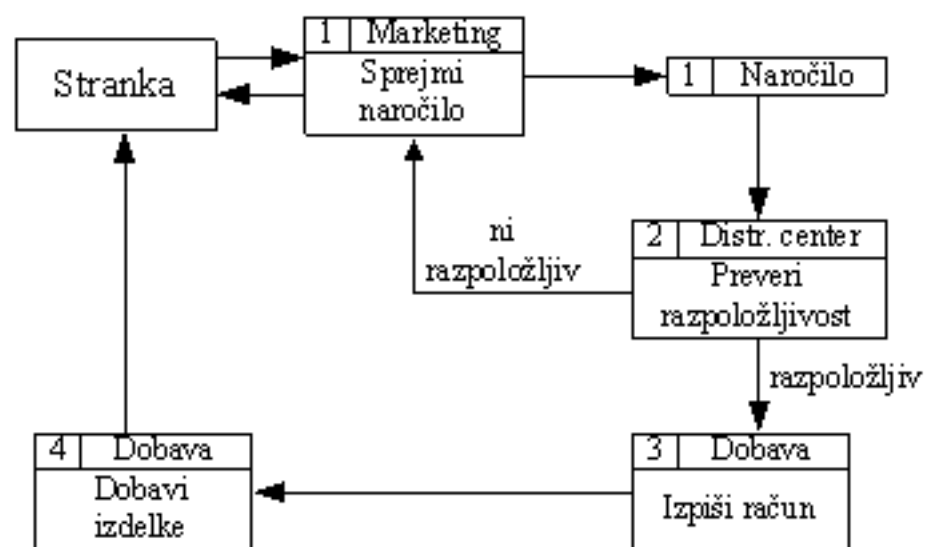 Stranka
1 Marketing
Sprejmi
naročilo
1 Naročilo
2 Distr. center
Preveri
razpoložljivost
ni
razpoložljiv
razpoložljiv
3 Dobava
Izpiši račun
4 Dobava
Dobavi
izdelke